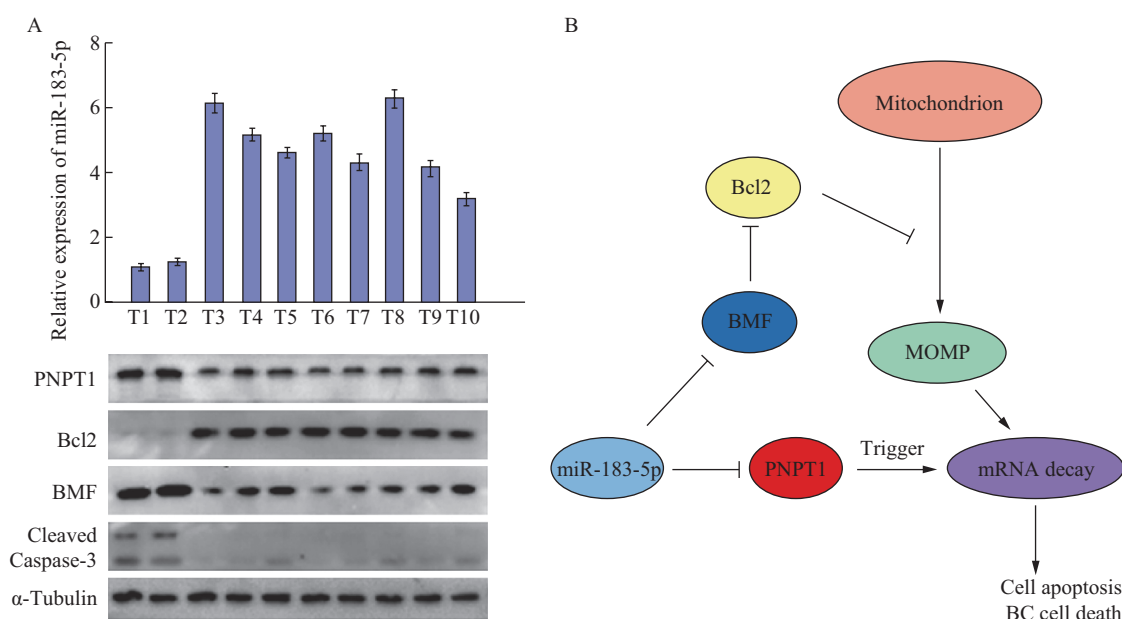 A
Relative expression of miR-183-5p
8
6
4
2
0
T1 T2 T3 T4 T5 T6 T7 T8 T9 T10
PNPT1
Bcl2
BMF
Cleaved
Caspase-3
α-Tubulin
B
Mitochondrion
Bcl2
BMF
MOMP
miR-183-5p
PNPT1
Trigger
mRNA decay
Cell apoptosis
BC cell death